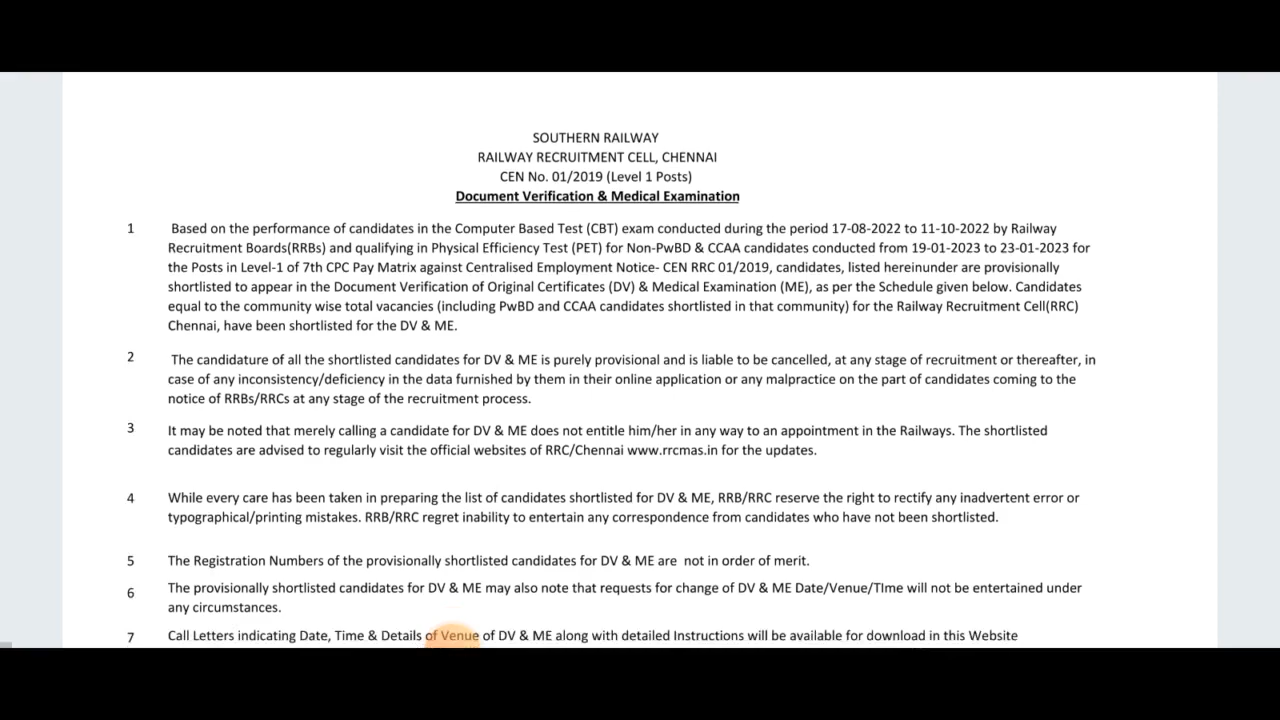 SOUTHERN RAILWAY
RAILWAY RECRUITMENT CELL, CHENNAI
CEN No. 01/2019 (Level 1 Posts)
Document Verification & Medical Examination
1 Based on the performance of candidates in the Computer Based Test (CBT) exam conducted during the period 17-08-2022 to 11-10-2022 by Railway
Recruitment Boards(RRBs) and qualifying in Physical Efficiency Test (PET) for Non-PwBD & CCAA candidates conducted from 19-01-2023 to 23-01-2023 for
the Posts in Level-1 of 7th CPC Pay Matrix against Centralised Employment Notice- CEN RRC 01/2019, candidates, listed hereinunder are provisionally
shortlisted to appear in the Document Verification of Original Certificates (DV) & Medical Examination (ME), as per the Schedule given below. Candidates
equal to the community wise total vacancies (including PwBD and CCAA candidates shortlisted in that community) for the Railway Recruitment Cell(RRC)
Chennai, have been shortlisted for the DV & ME.
2 The candidature of all the shortlisted candidates for DV & ME is purely provisional and is liable to be cancelled, at any stage of recruitment or thereafter, in
case of any inconsistency/deficiency in the data furnished by them in their online application or any malpractice on the part of candidates coming to the
notice of RRBs/RRCs at any stage of the recruitment process.
3 It may be noted that merely calling a candidate for DV & ME does not entitle him/her in any way to an appointment in the Railways. The shortlisted
candidates are advised to regularly visit the official websites of RRC/Chennai www.rrcmas.in for the updates.
4 While every care has been taken in preparing the list of candidates shortlisted for DV & ME, RRB/RRC reserve the right to rectify any inadvertent error or
typographical/printing mistakes. RRB/RRC regret inability to entertain any correspondence from candidates who have not been shortlisted.
5 The Registration Numbers of the provisionally shortlisted candidates for DV & ME are not in order of merit.
6 The provisionally shortlisted candidates for DV & ME may also note that requests for change of DV & ME Date/Venue/TIme will not be entertained under
any circumstances.
7 Call Letters indicating Date, Time & Details of Venue of DV & ME along with detailed Instructions will be available for download in this Website